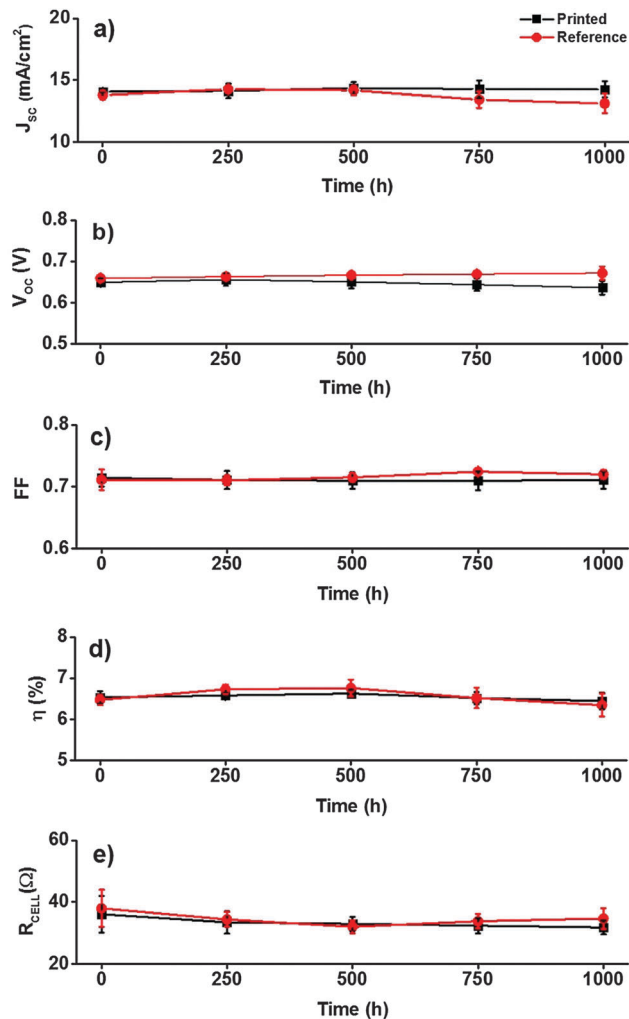 a)
Printed
Reference
J_SC (mA/cm²)
20
15
10
0 250 500 750 1000
Time (h)
b)
V_OC (V)
0.8
0.7
0.6
0.5
0 250 500 750 1000
Time (h)
c)
FF
0.8
0.7
0.6
0 250 500 750 1000
Time (h)
d)
η (%)
8
7
6
5
0 250 500 750 1000
Time (h)
e)
R_CELL(Ω)
60
40
20
0 250 500 750 1000
Time (h)